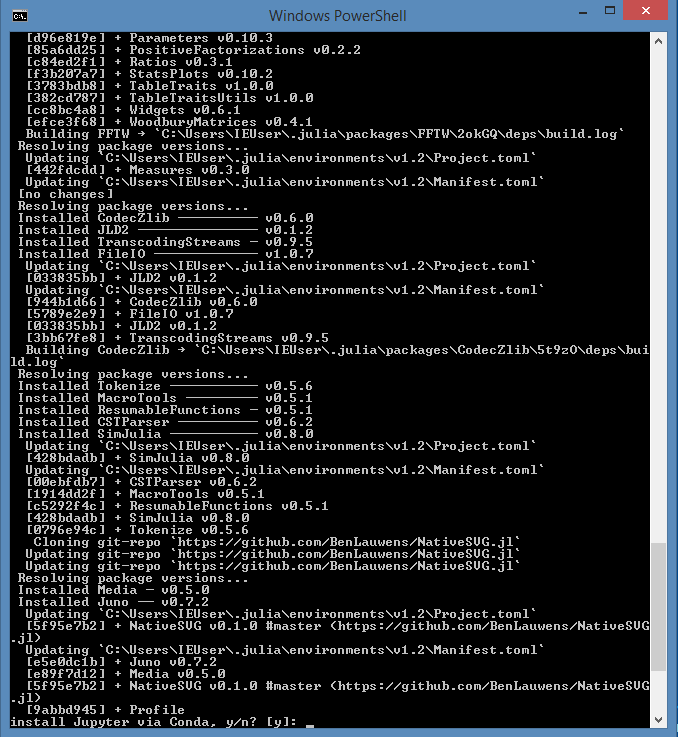 Windows PowerShell
[d96e819e] + Parameters v0.10.3
[85a6dd25] + PositiveFactorizations v0.2.2
[c84ed2f1] + Ratios v0.3.1
[f3b207a7] + StatsPlots v0.10.2
[3783bdb8] + TableTraits v1.0.0
[382cd787] + TableTraitsUtils v1.0.0
[cc8bc4a8] + Widgets v0.6.1
[efce3f68] + WoodburyMatrices v0.4.1
Building FFTW → `C:\Users\IEUser\.julia\packages\FFTW\2okGQ\deps\build.log`
Resolving package versions...
Updating `C:\Users\IEUser\.julia\environments\v1.2\Project.toml`
[442fdcdd] + Measures v0.3.0
Updating `C:\Users\IEUser\.julia\environments\v1.2\Manifest.toml`
[no changes]
Resolving package versions...
Installed CodecZlib ────────── v0.6.0
Installed JLD2 ─────────────── v0.1.2
Installed TranscodingStreams ─ v0.9.5
Installed FileIO ───────────── v1.0.7
Updating `C:\Users\IEUser\.julia\environments\v1.2\Project.toml`
[033835bb] + JLD2 v0.1.2
Updating `C:\Users\IEUser\.julia\environments\v1.2\Manifest.toml`
[944b1d66] + CodecZlib v0.6.0
[5789e2e9] + FileIO v1.0.7
[033835bb] + JLD2 v0.1.2
[3bb67fe8] + TranscodingStreams v0.9.5
Building CodecZlib → `C:\Users\IEUser\.julia\packages\CodecZlib\5t9zO\deps\bui
ld.log`
Resolving package versions...
Installed Tokenize ─────────── v0.5.6
Installed MacroTools ───────── v0.5.1
Installed ResumableFunctions ─ v0.5.1
Installed CSTParser ────────── v0.6.2
Installed SimJulia ─────────── v0.8.0
Updating `C:\Users\IEUser\.julia\environments\v1.2\Project.toml`
[428bdadb] + SimJulia v0.8.0
Updating `C:\Users\IEUser\.julia\environments\v1.2\Manifest.toml`
[00ebfdb7] + CSTParser v0.6.2
[1914dd2f] + MacroTools v0.5.1
[c5292f4c] + ResumableFunctions v0.5.1
[428bdadb] + SimJulia v0.8.0
[0796e94c] + Tokenize v0.5.6
Cloning git-repo `https://github.com/BenLauwens/NativeSVG.jl`
Updating git-repo `https://github.com/BenLauwens/NativeSVG.jl`
Updating git-repo `https://github.com/BenLauwens/NativeSVG.jl`
Resolving package versions...
Installed Media ─ v0.5.0
Installed Juno ── v0.7.2
Updating `C:\Users\IEUser\.julia\environments\v1.2\Project.toml`
[5f95e7b2] + NativeSVG v0.1.0 #master (https://github.com/BenLauwens/NativeSVG
.jl)
Updating `C:\Users\IEUser\.julia\environments\v1.2\Manifest.toml`
[e5e0dc1b] + Juno v0.7.2
[e89f7d12] + Media v0.5.0
[5f95e7b2] + NativeSVG v0.1.0 #master (https://github.com/BenLauwens/NativeSVG
.jl)
[9abbd945] + Profile
install Jupyter via Conda, y/n? [y]: _